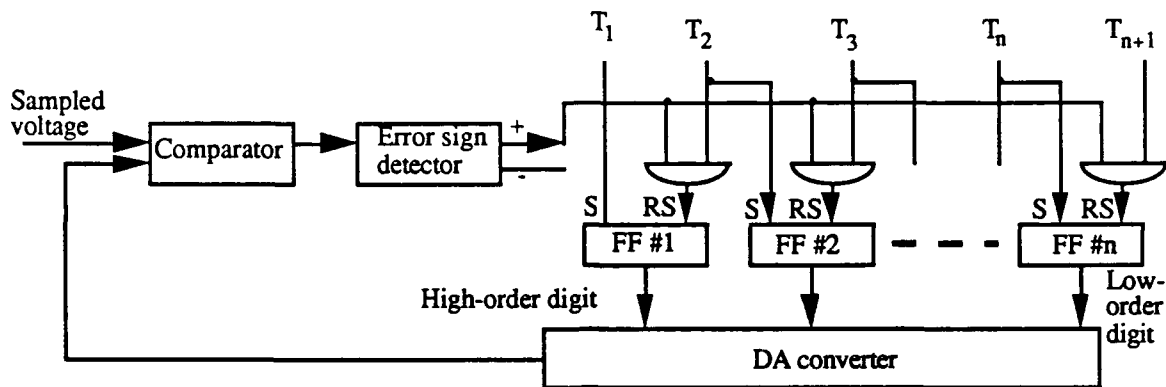 T1 T2 T3 Tn Tn+1
Sampled
voltage
Comparator
Error sign
detector
+
-
S RS S RS S RS
FF #1 FF #2 FF #n
High-order digit
Low-
order
digit
DA converter